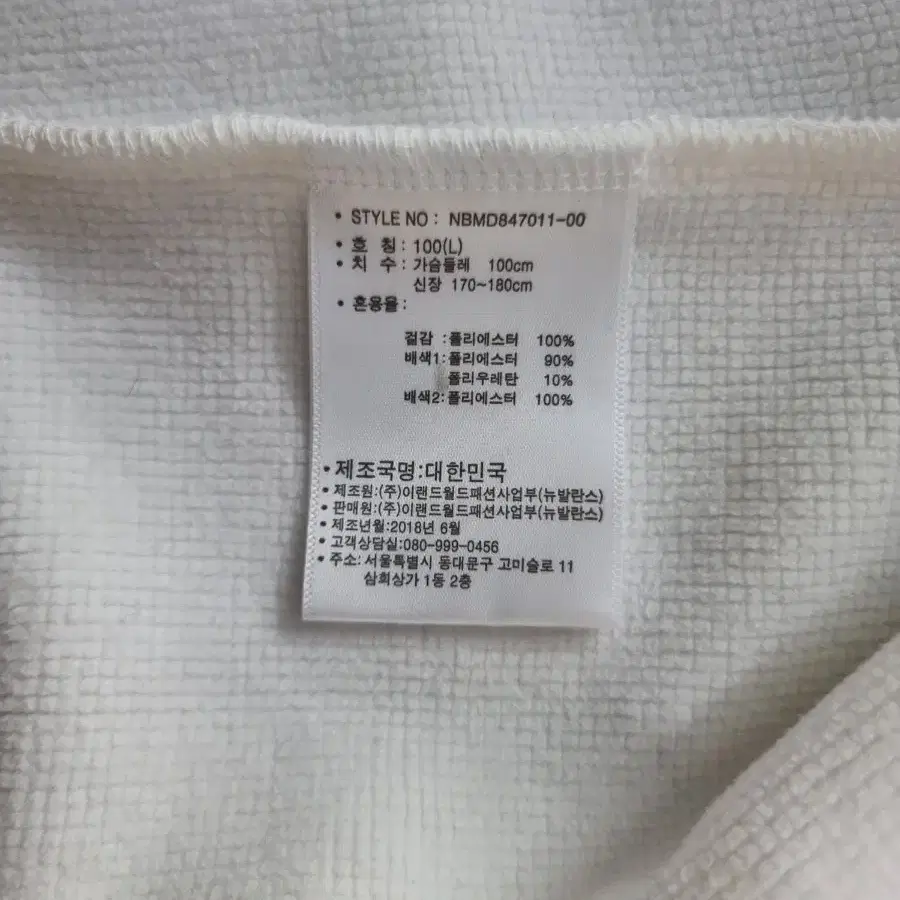 • STYLE NO : NBMD847011-00
• 호 칭 : 100(L)
• 치 수 : 가슴둘레 100cm
신장 170~180cm
• 혼용율 :
겉감 : 폴리에스터 100%
배색1: 폴리에스터 90%
폴리우레탄 10%
배색2: 폴리에스터 100%
• 제조국명:대한민국
• 제조원:(주)이랜드월드패션사업부(뉴발란스)
• 판매원:(주)이랜드월드패션사업부(뉴발란스)
• 제조년월:2018년 6월
• 고객상담실:080-999-0456
• 주소: 서울특별시 동대문구 고미술로 11
삼희상가 1동 2층